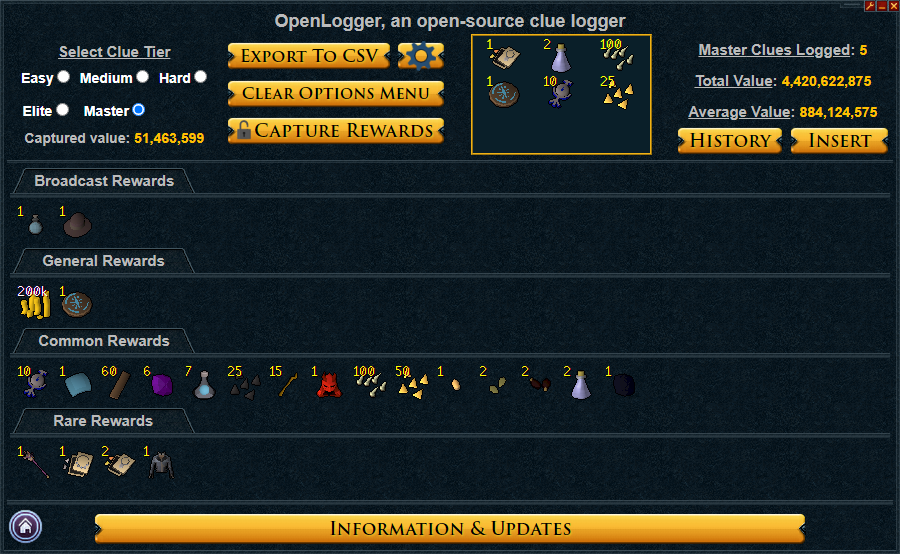 OpenLogger, an open-source clue logger
Select Clue Tier
Easy Medium Hard
Elite Master
Captured value: 51,463,599
EXPORT TO CSV
CLEAR OPTIONS MENU
CAPTURE REWARDS
1 2 100
1 10 25
Master Clues Logged: 5
Total Value: 4,420,622,875
Average Value: 884,124,575
HISTORY INSERT
Broadcast Rewards
1 1
General Rewards
200k 1
Common Rewards
10 1 60 6 7 25 15 1 100 50 1 2 2 2 1
Rare Rewards
1 1 2 1
INFORMATION & UPDATES